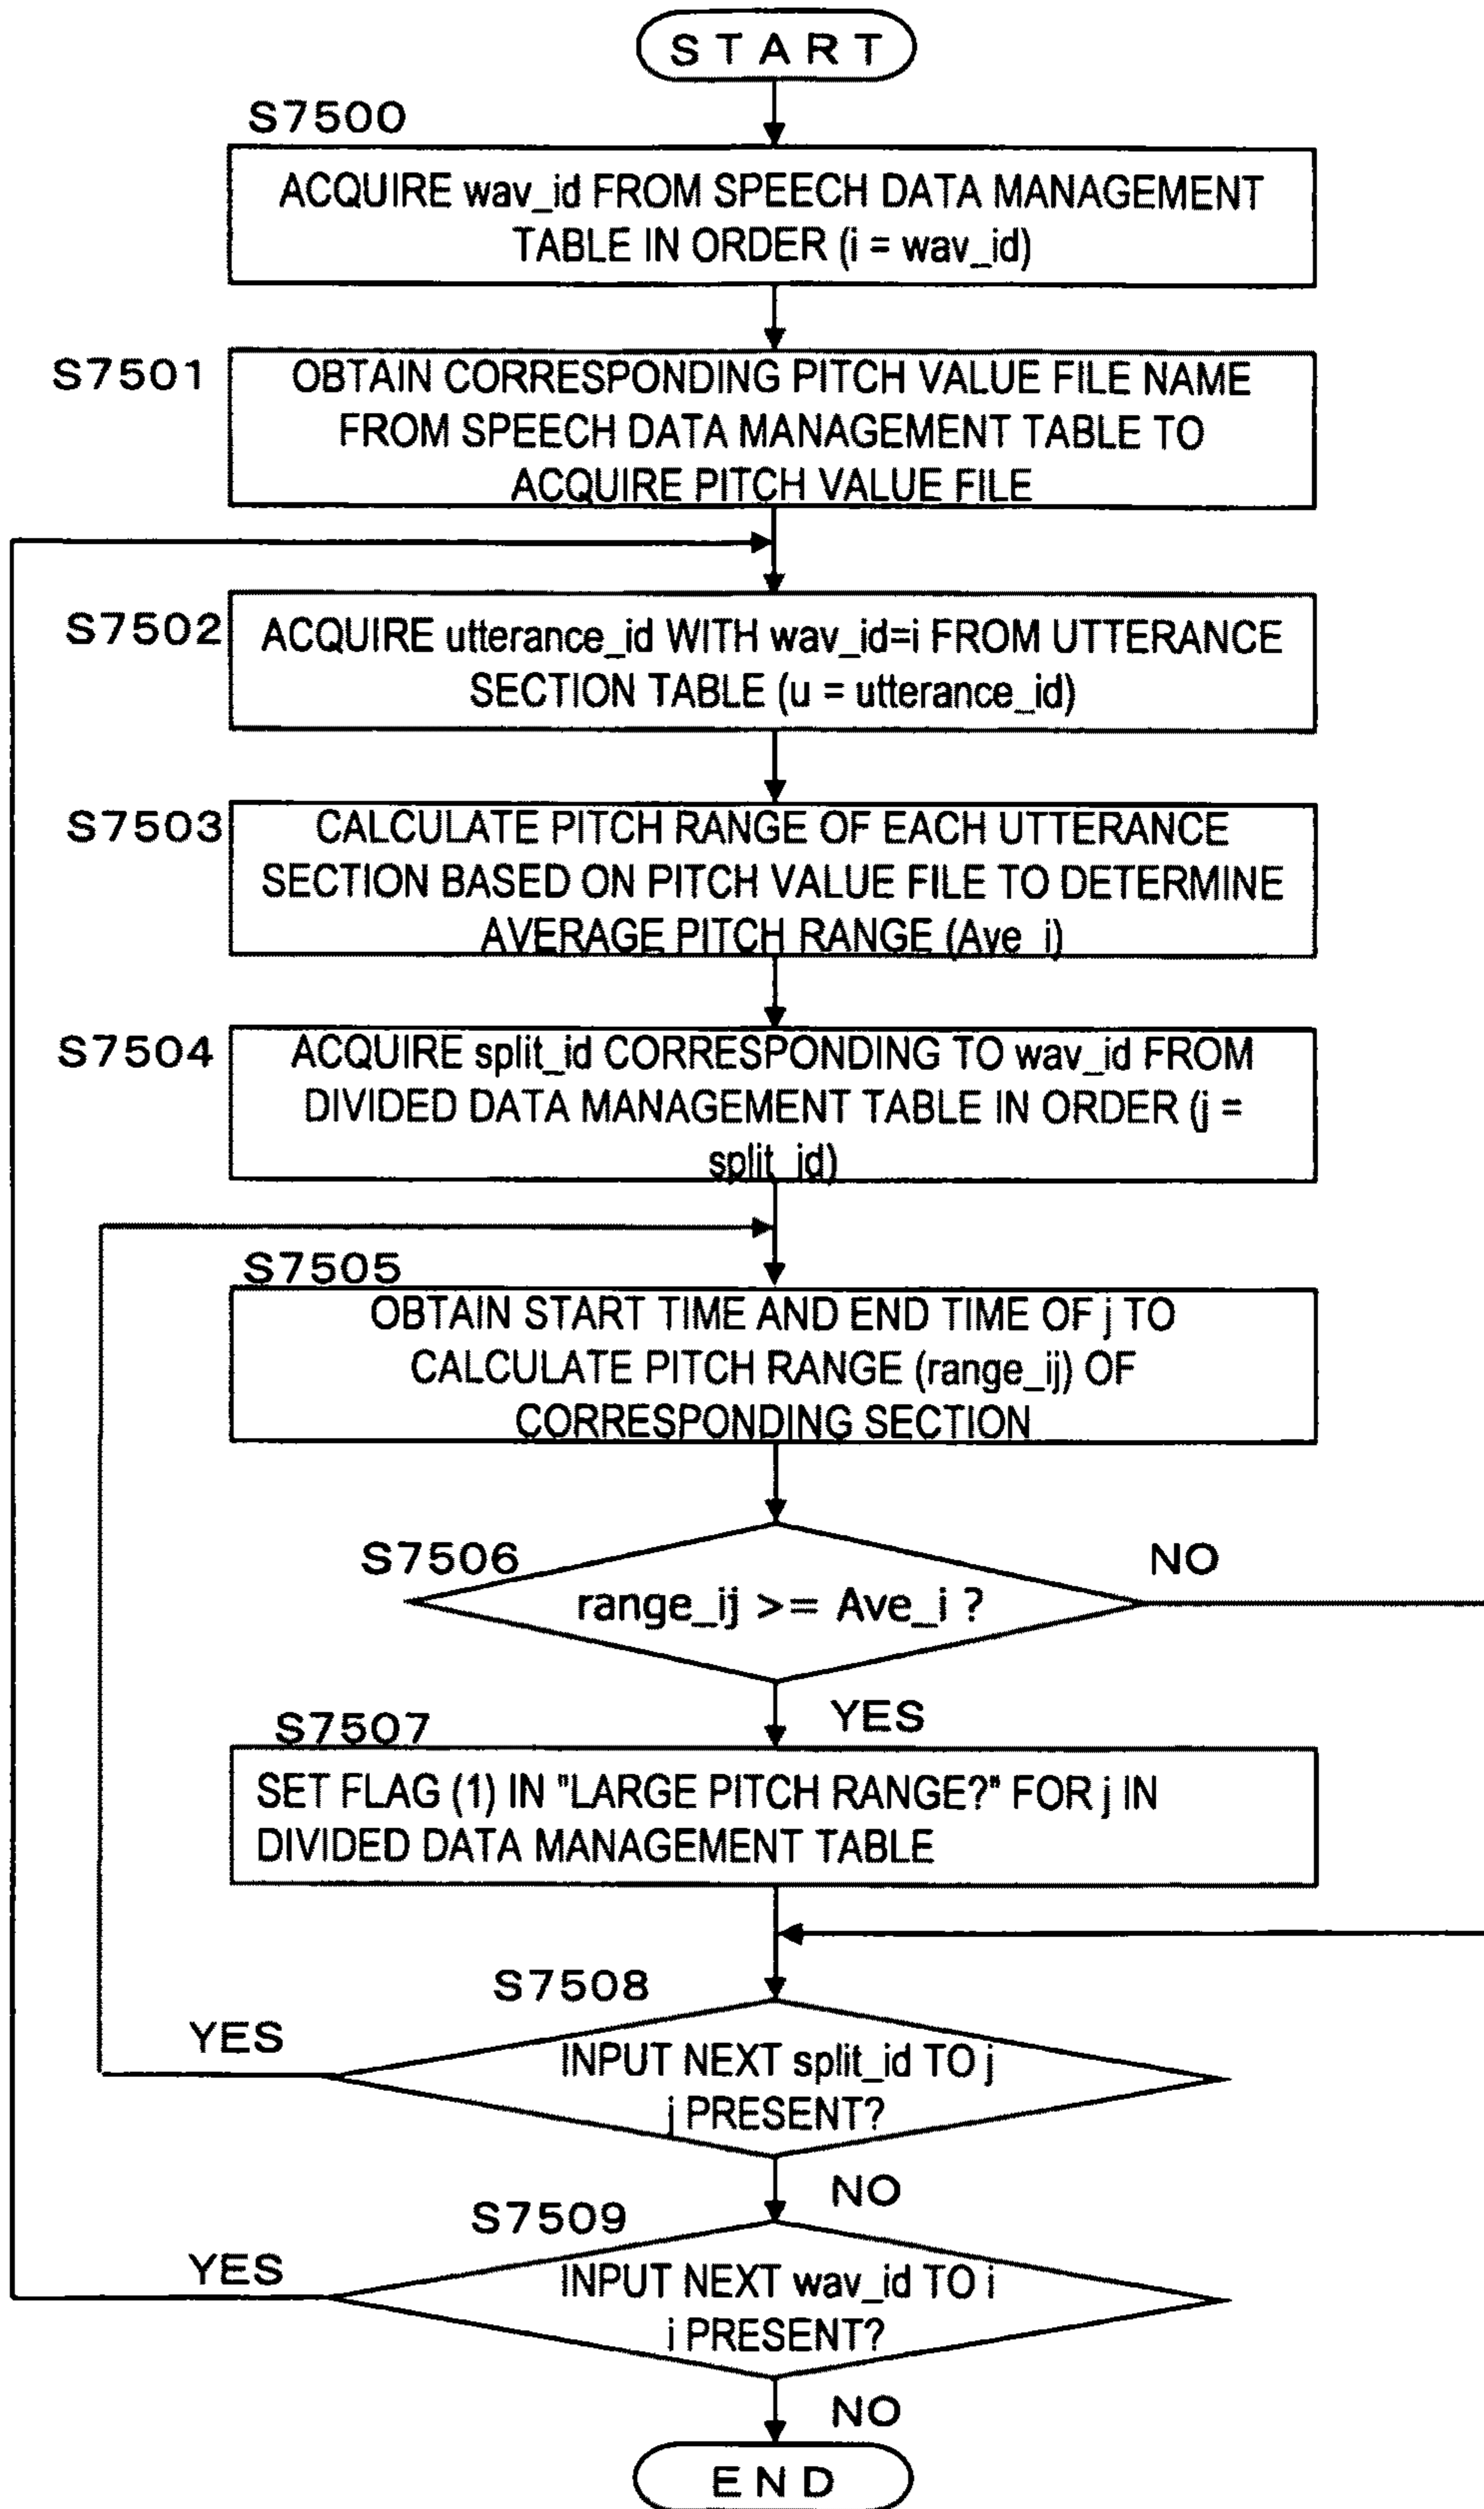 START
S7500
ACQUIRE wav_id FROM SPEECH DATA MANAGEMENT
TABLE IN ORDER (i = wav_id)
S7501
OBTAIN CORRESPONDING PITCH VALUE FILE NAME
FROM SPEECH DATA MANAGEMENT TABLE TO
ACQUIRE PITCH VALUE FILE
S7502
ACQUIRE utterance_id WITH wav_id=i FROM UTTERANCE
SECTION TABLE (u = utterance_id)
S7503
CALCULATE PITCH RANGE OF EACH UTTERANCE
SECTION BASED ON PITCH VALUE FILE TO DETERMINE
AVERAGE PITCH RANGE (Ave_i)
S7504
ACQUIRE split_id CORRESPONDING TO wav_id FROM
DIVIDED DATA MANAGEMENT TABLE IN ORDER (j =
split_id)
S7505
OBTAIN START TIME AND END TIME OF j TO
CALCULATE PITCH RANGE (range_ij) OF
CORRESPONDING SECTION
S7506
NO
range_ij >= Ave_i ?
YES
S7507
SET FLAG (1) IN "LARGE PITCH RANGE?" FOR j IN
DIVIDED DATA MANAGEMENT TABLE
S7508
YES
INPUT NEXT split_id TO j
j PRESENT?
NO
S7509
YES
INPUT NEXT wav_id TO i
i PRESENT?
NO
END